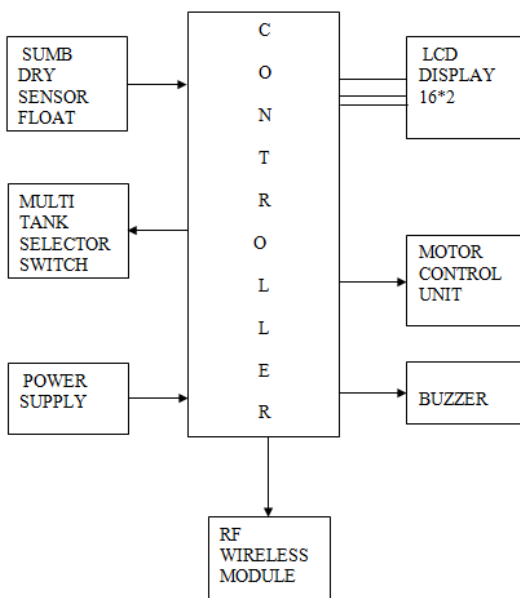 SUMB
DRY
SENSOR
FLOAT
MULTI
TANK
SELECTOR
SWITCH
POWER
SUPPLY
C
O
N
T
R
O
L
L
E
R
LCD
DISPLAY
16*2
MOTOR
CONTROL
UNIT
BUZZER
RF
WIRELESS
MODULE